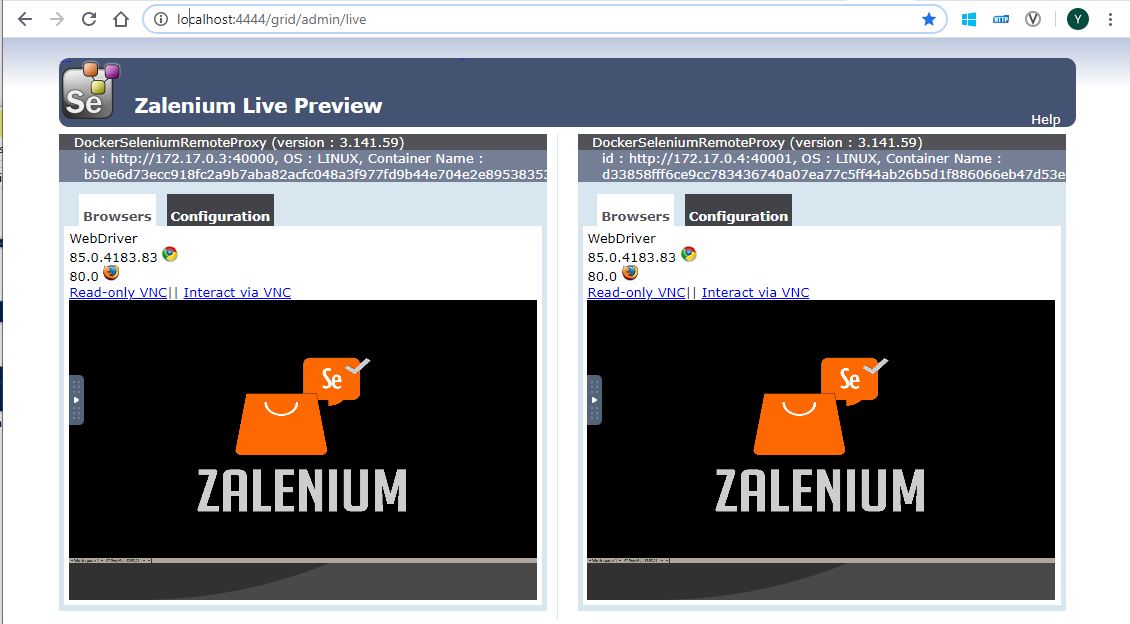 localhost:4444/grid/admin/live
HTTP
V
Y
Se
Zalenium Live Preview
Help
DockerSeleniumRemoteProxy (version : 3.141.59)
id : http://172.17.0.3:40000, OS : LINUX, Container Name :
b50e6d73ecc918fc2a9b7aba82acfc048a3f977fd9b44e704e2e89538353
Browsers
Configuration
WebDriver
85.0.4183.83
80.0
Read-only VNC|| Interact via VNC
Se
ZALENIUM
DockerSeleniumRemoteProxy (version : 3.141.59)
id : http://172.17.0.4:40001, OS : LINUX, Container Name :
d33858fff6ce9cc783436740a07ea77c5ff44ab26b5d1f886066eb47d53e
Browsers
Configuration
WebDriver
85.0.4183.83
80.0
Read-only VNC|| Interact via VNC
Se
ZALENIUM